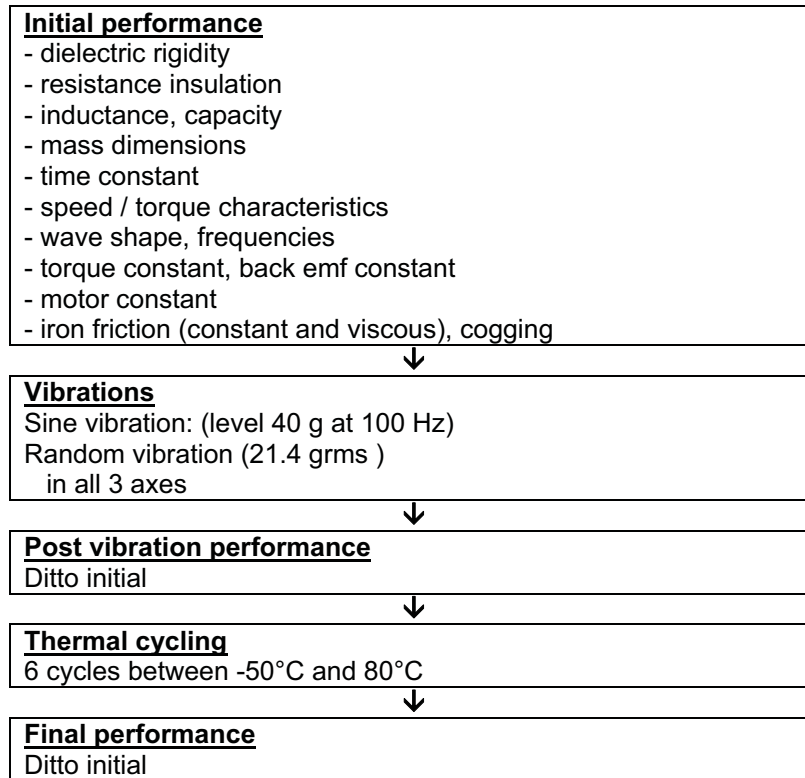 Initial performance
- dielectric rigidity
- resistance insulation
- inductance, capacity
- mass dimensions
- time constant
- speed / torque characteristics
- wave shape, frequencies
- torque constant, back emf constant
- motor constant
- iron friction (constant and viscous), cogging
Vibrations
Sine vibration: (level 40 g at 100 Hz)
Random vibration (21.4 grms )
in all 3 axes
Post vibration performance
Ditto initial
Thermal cycling
6 cycles between -50°C and 80°C
Final performance
Ditto initial